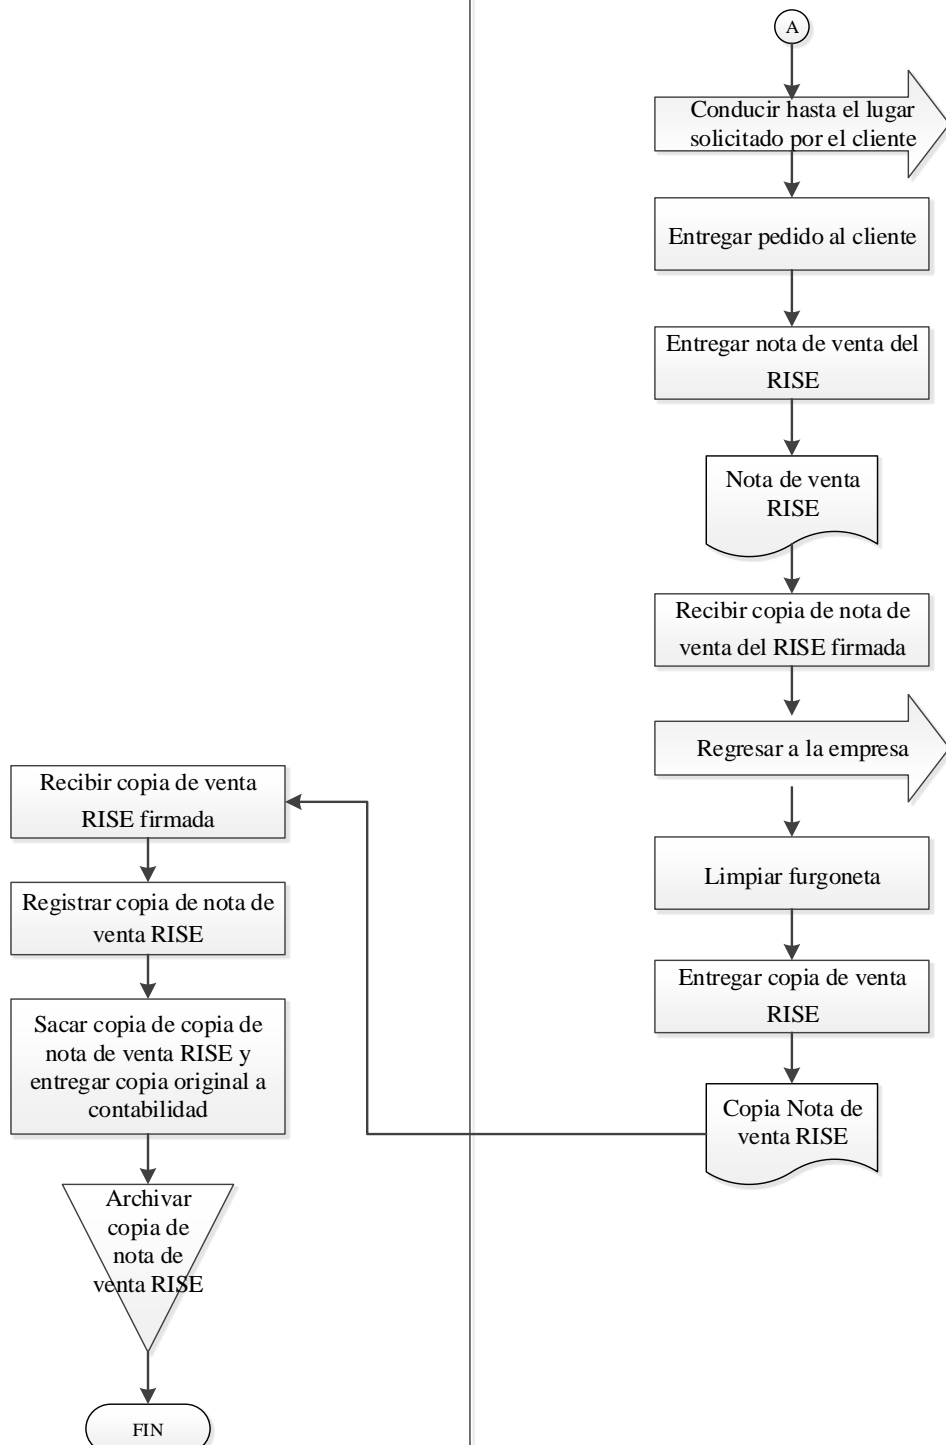 A
Conducir hasta el lugar
solicitado por el cliente
Entregar pedido al cliente
Entregar nota de venta del
RISE
Nota de venta
RISE
Recibir copia de nota de
venta del RISE firmada
Regresar a la empresa
Limpiar furgoneta
Entregar copia de venta
RISE
Copia Nota de
venta RISE
Recibir copia de venta
RISE firmada
Registrar copia de nota de
venta RISE
Sacar copia de copia de
nota de venta RISE y
entregar copia original a
contabilidad
Archivar
copia de
nota de
venta RISE
FIN